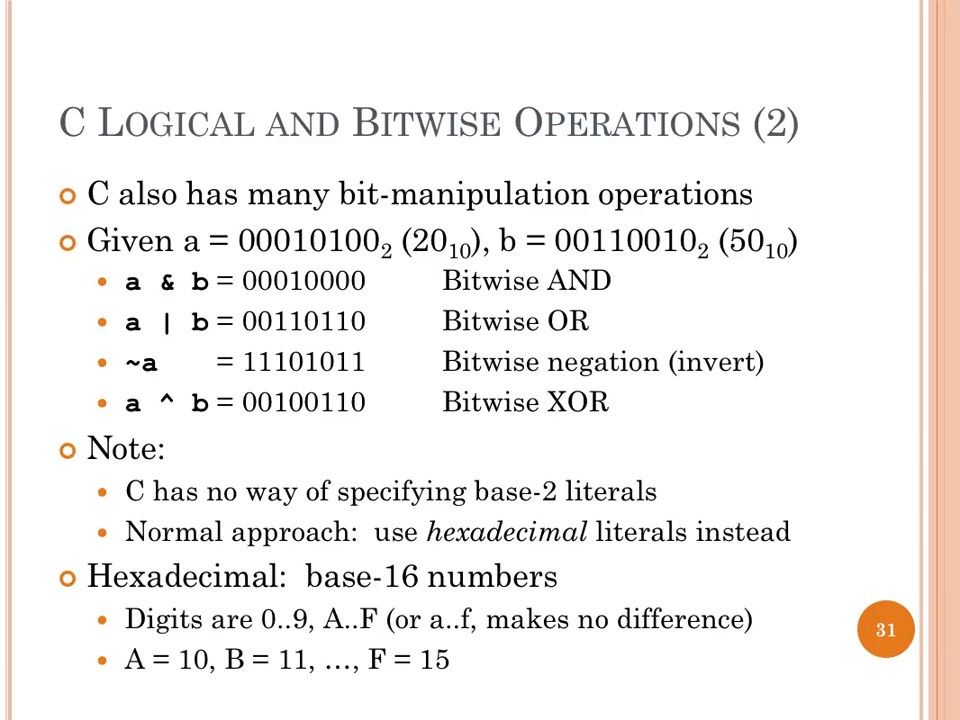 C LOGICAL AND BITWISE OPERATIONS (2)
C also has many bit-manipulation operations
Given a = 00010100₂ (20₁₀), b = 00110010₂ (50₁₀)
a & b = 00010000 Bitwise AND
a | b = 00110110 Bitwise OR
~a = 11101011 Bitwise negation (invert)
a ^ b = 00100110 Bitwise XOR
Note:
C has no way of specifying base-2 literals
Normal approach: use hexadecimal literals instead
Hexadecimal: base-16 numbers
Digits are 0..9, A..F (or a..f, makes no difference)
A = 10, B = 11, …, F = 15
31